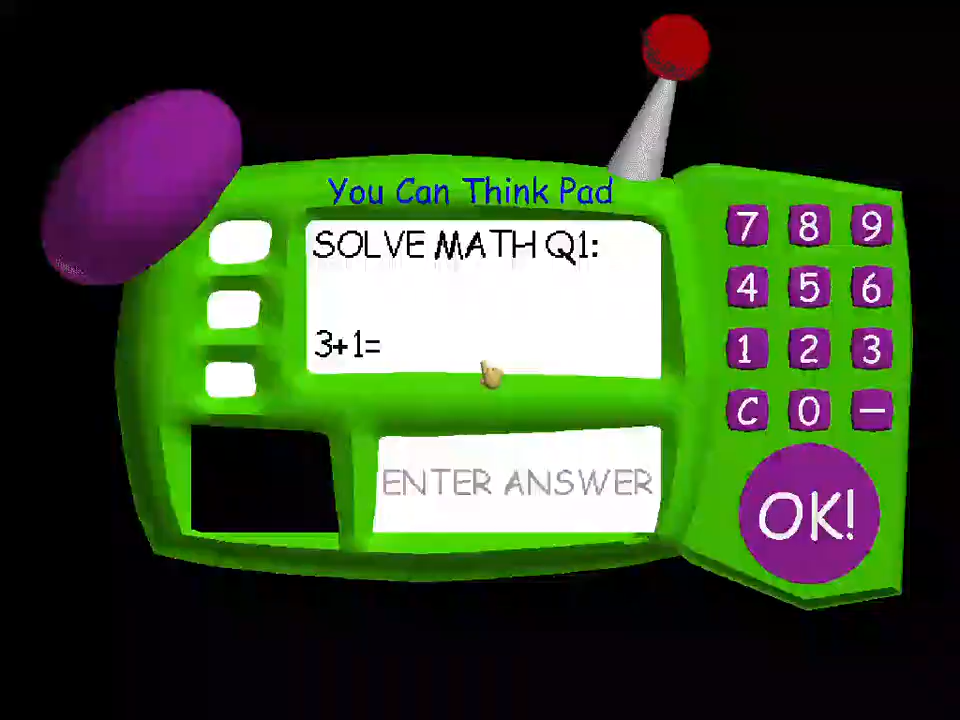 You Can Think Pad
SOLVE MATH Q1:
3+1=
ENTER ANSWER
7 8 9
4 5 6
1 2 3
C 0 −
OK!